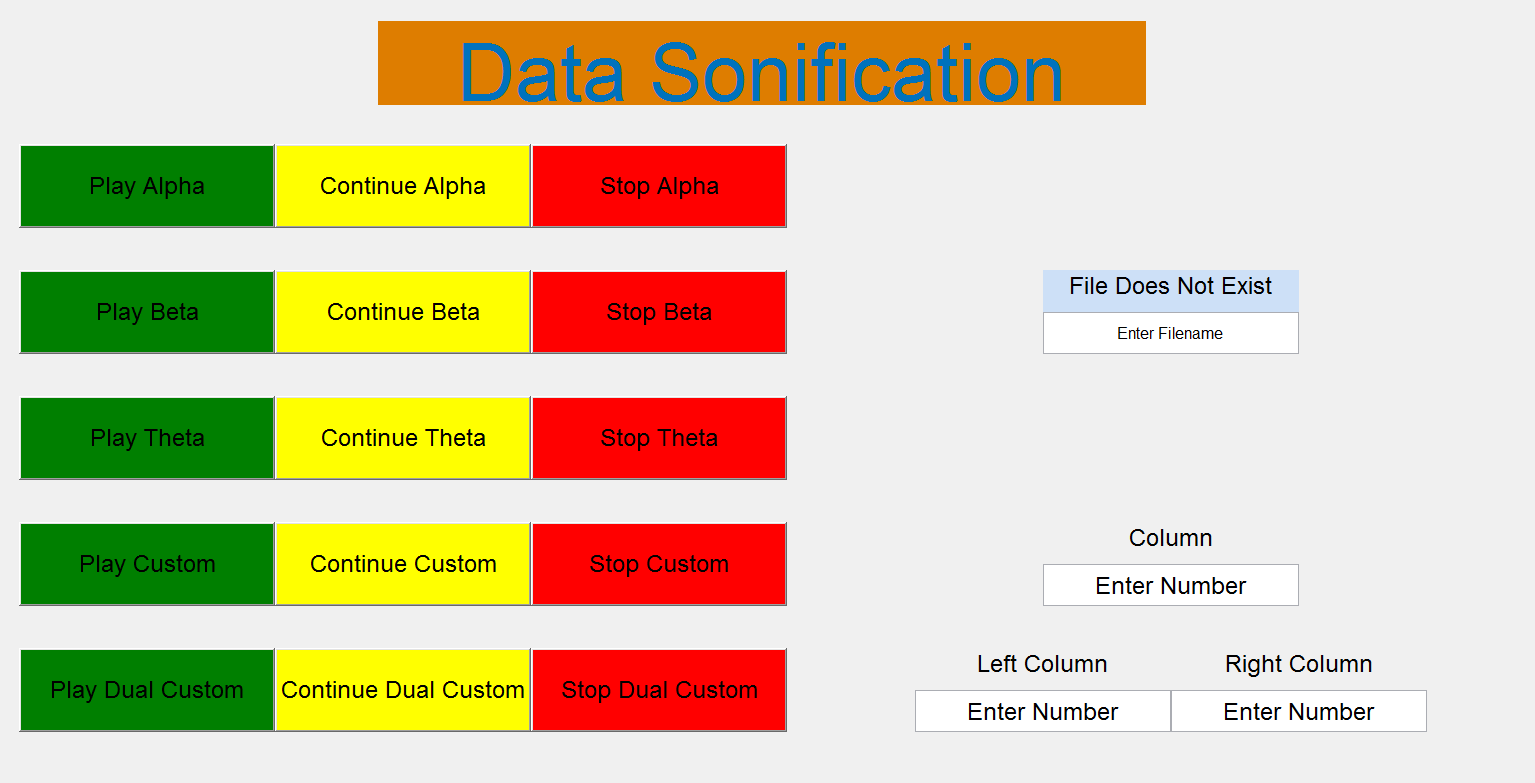 Data Sonification
Play Alpha
Continue Alpha
Stop Alpha
Play Beta
Continue Beta
Stop Beta
File Does Not Exist
Enter Filename
Play Theta
Continue Theta
Stop Theta
Play Custom
Continue Custom
Stop Custom
Column
Enter Number
Play Dual Custom
Continue Dual Custom
Stop Dual Custom
Left Column
Right Column
Enter Number
Enter Number